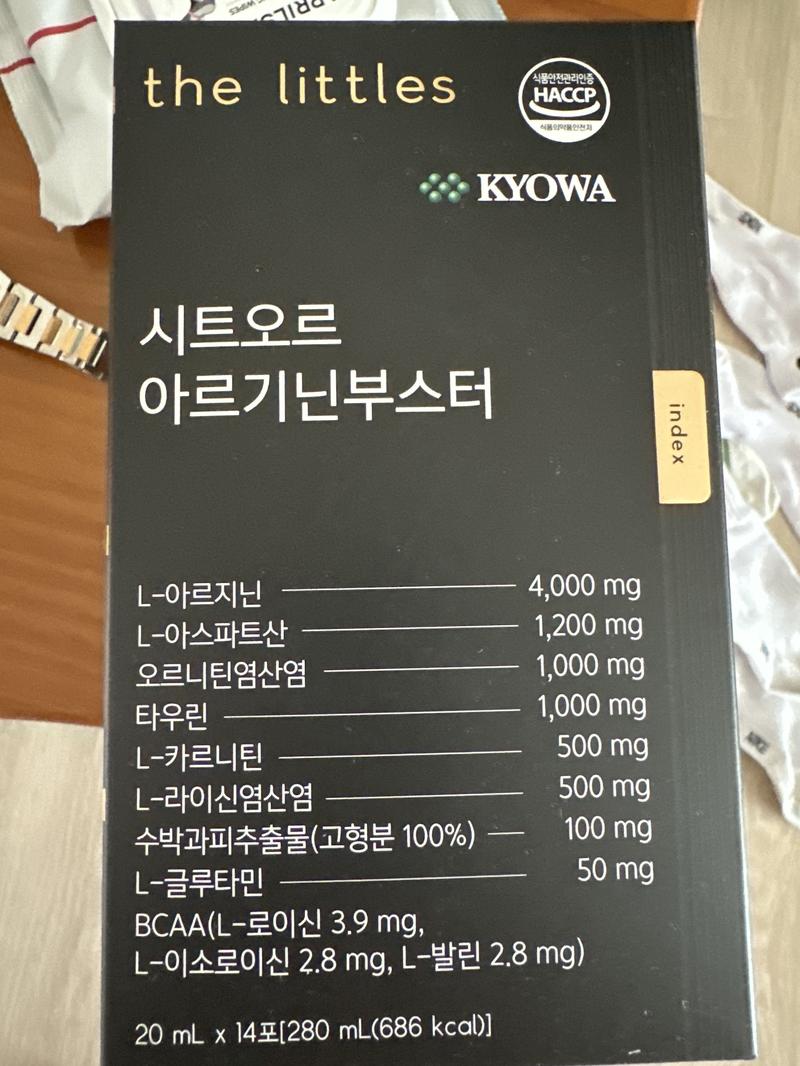 WIPES
the littles
식품안전관리인증
HACCP
식품의약품안전처
KYOWA
시트오르
아르기닌부스터
index
L-아르지닌 4,000 mg
L-아스파트산 1,200 mg
오르니틴염산염 1,000 mg
타우린 1,000 mg
L-카르니틴 500 mg
L-라이신염산염 500 mg
수박과피추출물(고형분 100%) 100 mg
L-글루타민 50 mg
BCAA(L-로이신 3.9 mg,
L-이소로이신 2.8 mg, L-발린 2.8 mg)
20 mL x 14포[280 mL(686 kcal)]